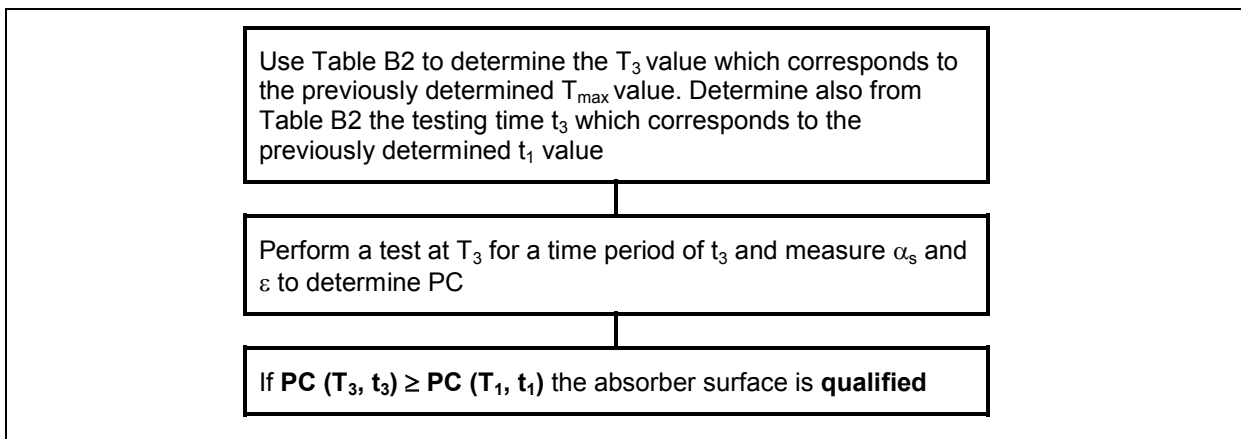 Use Table B2 to determine the T₃ value which corresponds to
the previously determined Tₘₐₓ value. Determine also from
Table B2 the testing time t₃ which corresponds to the
previously determined t₁ value
Perform a test at T₃ for a time period of t₃ and measure αₛ and
ε to determine PC
If PC (T₃, t₃) ≥ PC (T₁, t₁) the absorber surface is qualified